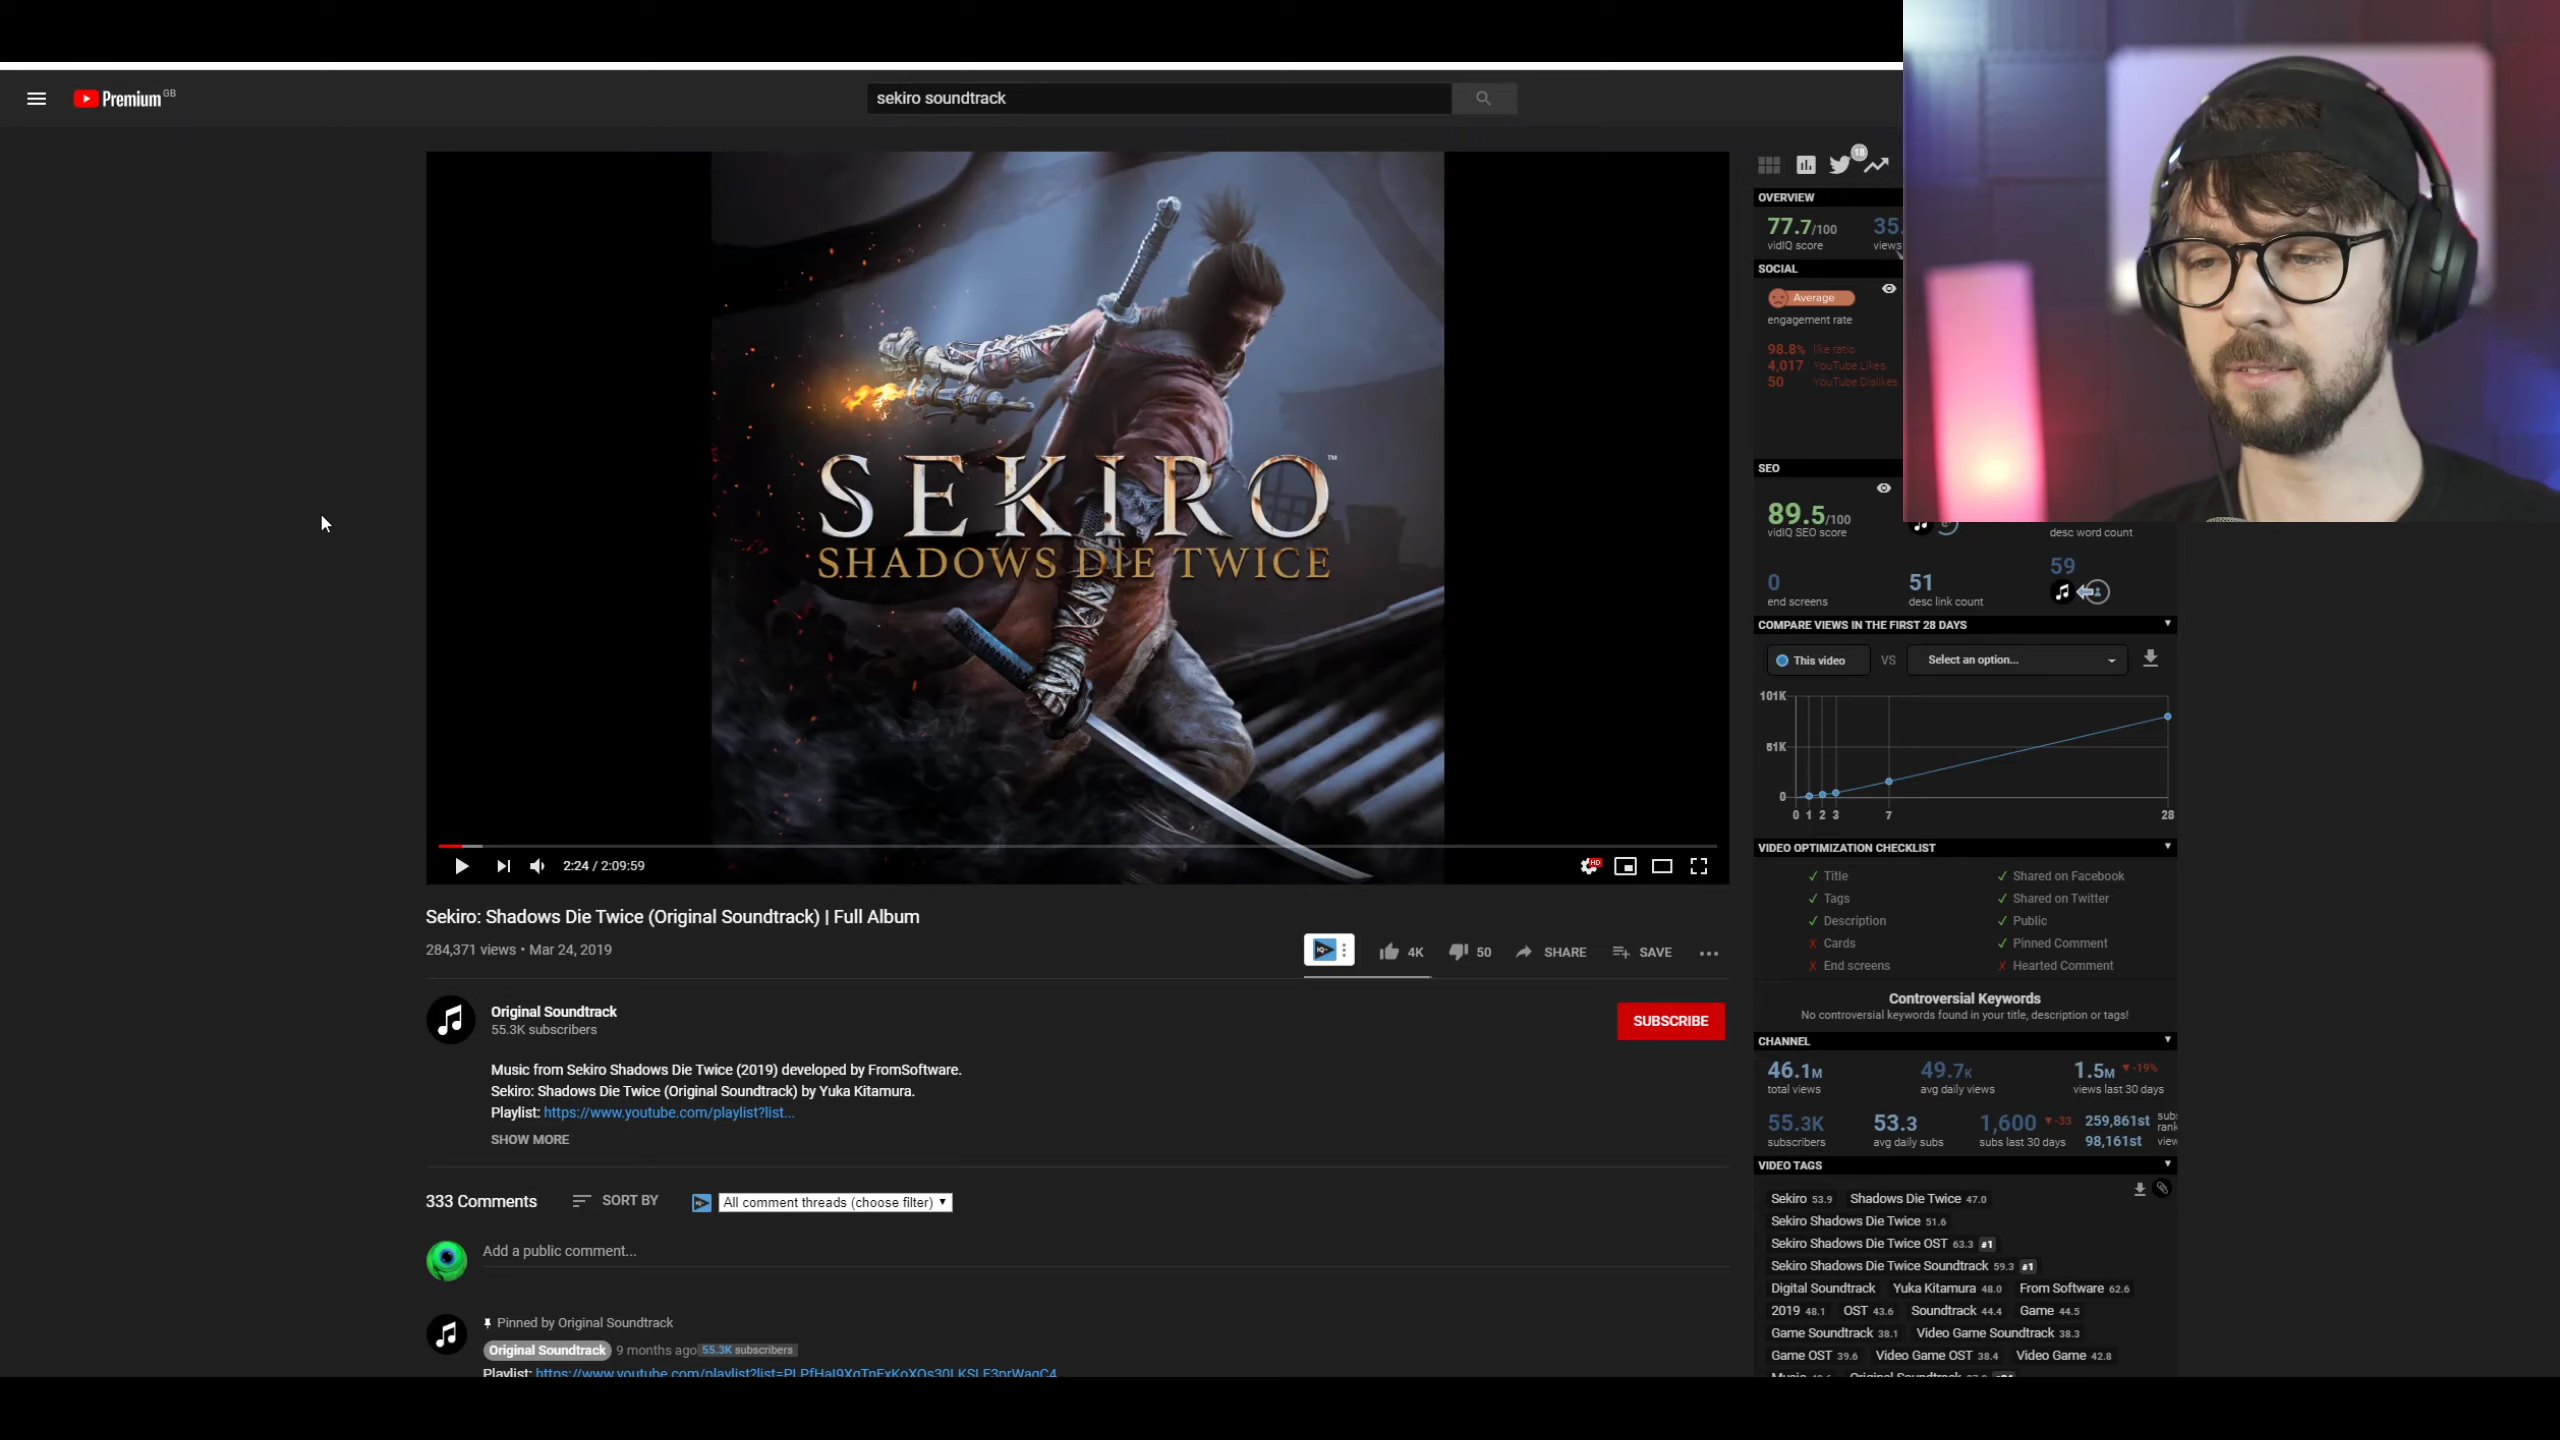 Premium GB
sekiro soundtrack
SEKIRO™
SHADOWS DIE TWICE
2:24 / 2:09:59
HD
Sekiro: Shadows Die Twice (Original Soundtrack) | Full Album
284,371 views • Mar 24, 2019
4K
50
SHARE
SAVE
Original Soundtrack
55.3K subscribers
SUBSCRIBE
Music from Sekiro Shadows Die Twice (2019) developed by FromSoftware.
Sekiro: Shadows Die Twice (Original Soundtrack) by Yuka Kitamura.
Playlist: https://www.youtube.com/playlist?list...
SHOW MORE
333 Comments
SORT BY
All comment threads (choose filter)
Add a public comment...
Pinned by Original Soundtrack
Original Soundtrack 9 months ago 55.3K subscribers
Playlist:
18
OVERVIEW
77.7/100
35.
vidIQ score
views
SOCIAL
Average
engagement rate
98.8% like ratio
4,017 YouTube Likes
50 YouTube Dislikes
SEO
89.5/100
vidIQ SEO score
desc word count
0
51
59
end screens
desc link count
COMPARE VIEWS IN THE FIRST 28 DAYS
This video
VS
Select an option...
101K
51K
0
0 1 2 3 7 28
VIDEO OPTIMIZATION CHECKLIST
✓ Title
✓ Shared on Facebook
✓ Tags
✓ Shared on Twitter
✓ Description
✓ Public
✗ Cards
✓ Pinned Comment
✗ End screens
✗ Hearted Comment
Controversial Keywords
No controversial keywords found in your title, description or tags!
CHANNEL
46.1M
49.7K
1.5M ▼-19%
total views
avg daily views
views last 30 days
55.3K
53.3
1,600 ▼-33
259,861st
98,161st
subscribers
avg daily subs
subs last 30 days
VIDEO TAGS
Sekiro 53.9 Shadows Die Twice 47.0
Sekiro Shadows Die Twice 51.6
Sekiro Shadows Die Twice OST 63.3 #1
Sekiro Shadows Die Twice Soundtrack 59.3 #1
Digital Soundtrack Yuka Kitamura 48.0 From Software 62.6
2019 48.1 OST 43.6 Soundtrack 44.4 Game 44.5
Game Soundtrack 38.1 Video Game Soundtrack 38.3
Game OST 39.6 Video Game OST 38.4 Video Game 42.8